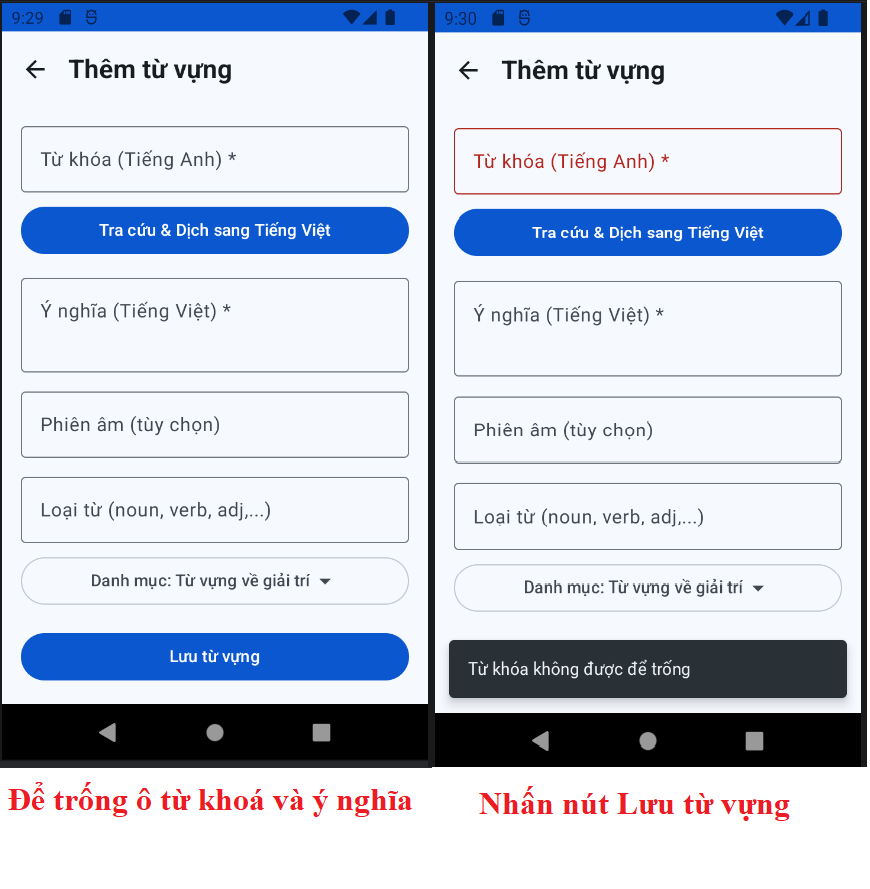 9:29
Thêm từ vựng
Từ khóa (Tiếng Anh) *
Tra cứu & Dịch sang Tiếng Việt
Ý nghĩa (Tiếng Việt) *
Phiên âm (tùy chọn)
Loại từ (noun, verb, adj,...)
Danh mục: Từ vựng về giải trí
Lưu từ vựng
Để trống ô từ khoá và ý nghĩa
9:30
Thêm từ vựng
Từ khóa (Tiếng Anh) *
Tra cứu & Dịch sang Tiếng Việt
Ý nghĩa (Tiếng Việt) *
Phiên âm (tùy chọn)
Loại từ (noun, verb, adj,...)
Danh mục: Từ vựng về giải trí
Từ khóa không được để trống
Nhấn nút Lưu từ vựng